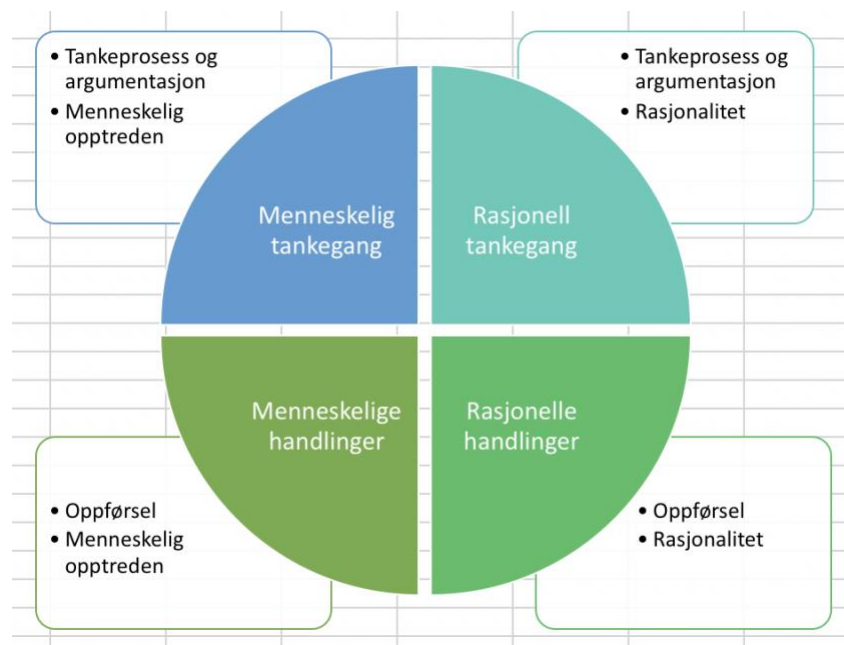 • Tankeprosess og
argumentasjon
• Menneskelig
opptreden
• Tankeprosess og
argumentasjon
• Rasjonalitet
Menneskelig
tankegang
Rasjonell
tankegang
Menneskelige
handlinger
Rasjonelle
handlinger
• Oppførsel
• Menneskelig
opptreden
• Oppførsel
• Rasjonalitet